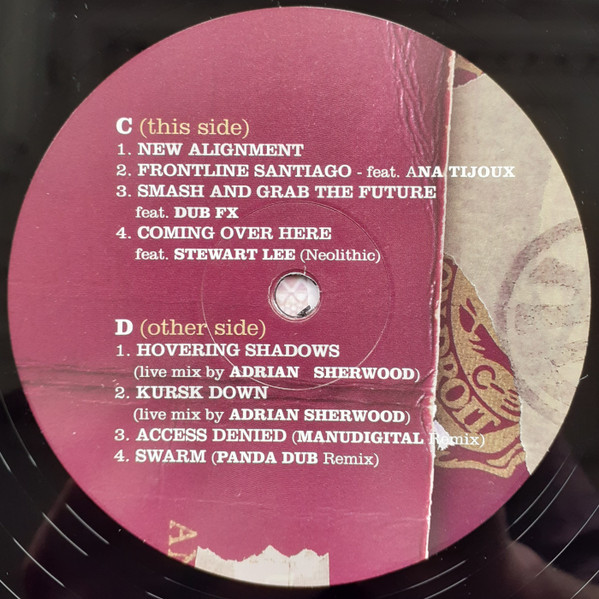 C (this side)
1. NEW ALIGNMENT
2. FRONTLINE SANTIAGO - feat. ANA TIJOUX
3. SMASH AND GRAB THE FUTURE
feat. DUB FX
4. COMING OVER HERE
feat. STEWART LEE (Neolithic)
D (other side)
1. HOVERING SHADOWS
(live mix by ADRIAN SHERWOOD)
2. KURSK DOWN
(live mix by ADRIAN SHERWOOD)
3. ACCESS DENIED (MANUDIGITAL Remix)
4. SWARM (PANDA DUB Remix)